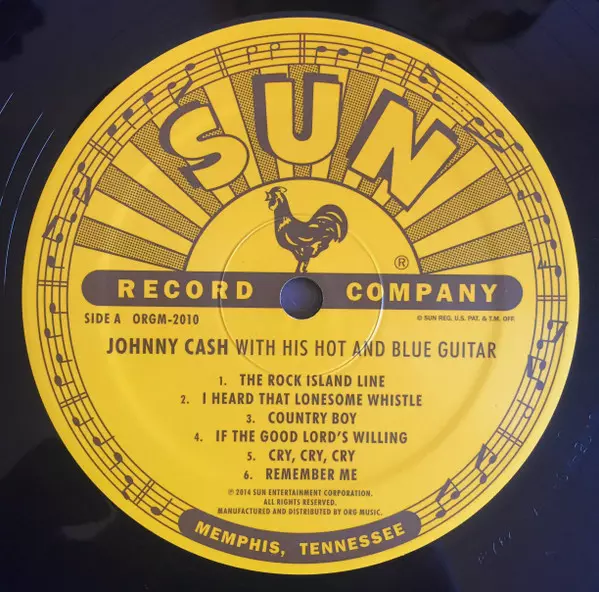 SUN
®
RECORD COMPANY
SIDE A ORGM-2010
© SUN REG. U.S. PAT. & T.M. OFF.
JOHNNY CASH WITH HIS HOT AND BLUE GUITAR
1. THE ROCK ISLAND LINE
2. I HEARD THAT LONESOME WHISTLE
3. COUNTRY BOY
4. IF THE GOOD LORD'S WILLING
5. CRY, CRY, CRY
6. REMEMBER ME
℗ 2014 SUN ENTERTAINMENT CORPORATION.
ALL RIGHTS RESERVED.
MANUFACTURED AND DISTRIBUTED BY ORG MUSIC.
MEMPHIS, TENNESSEE